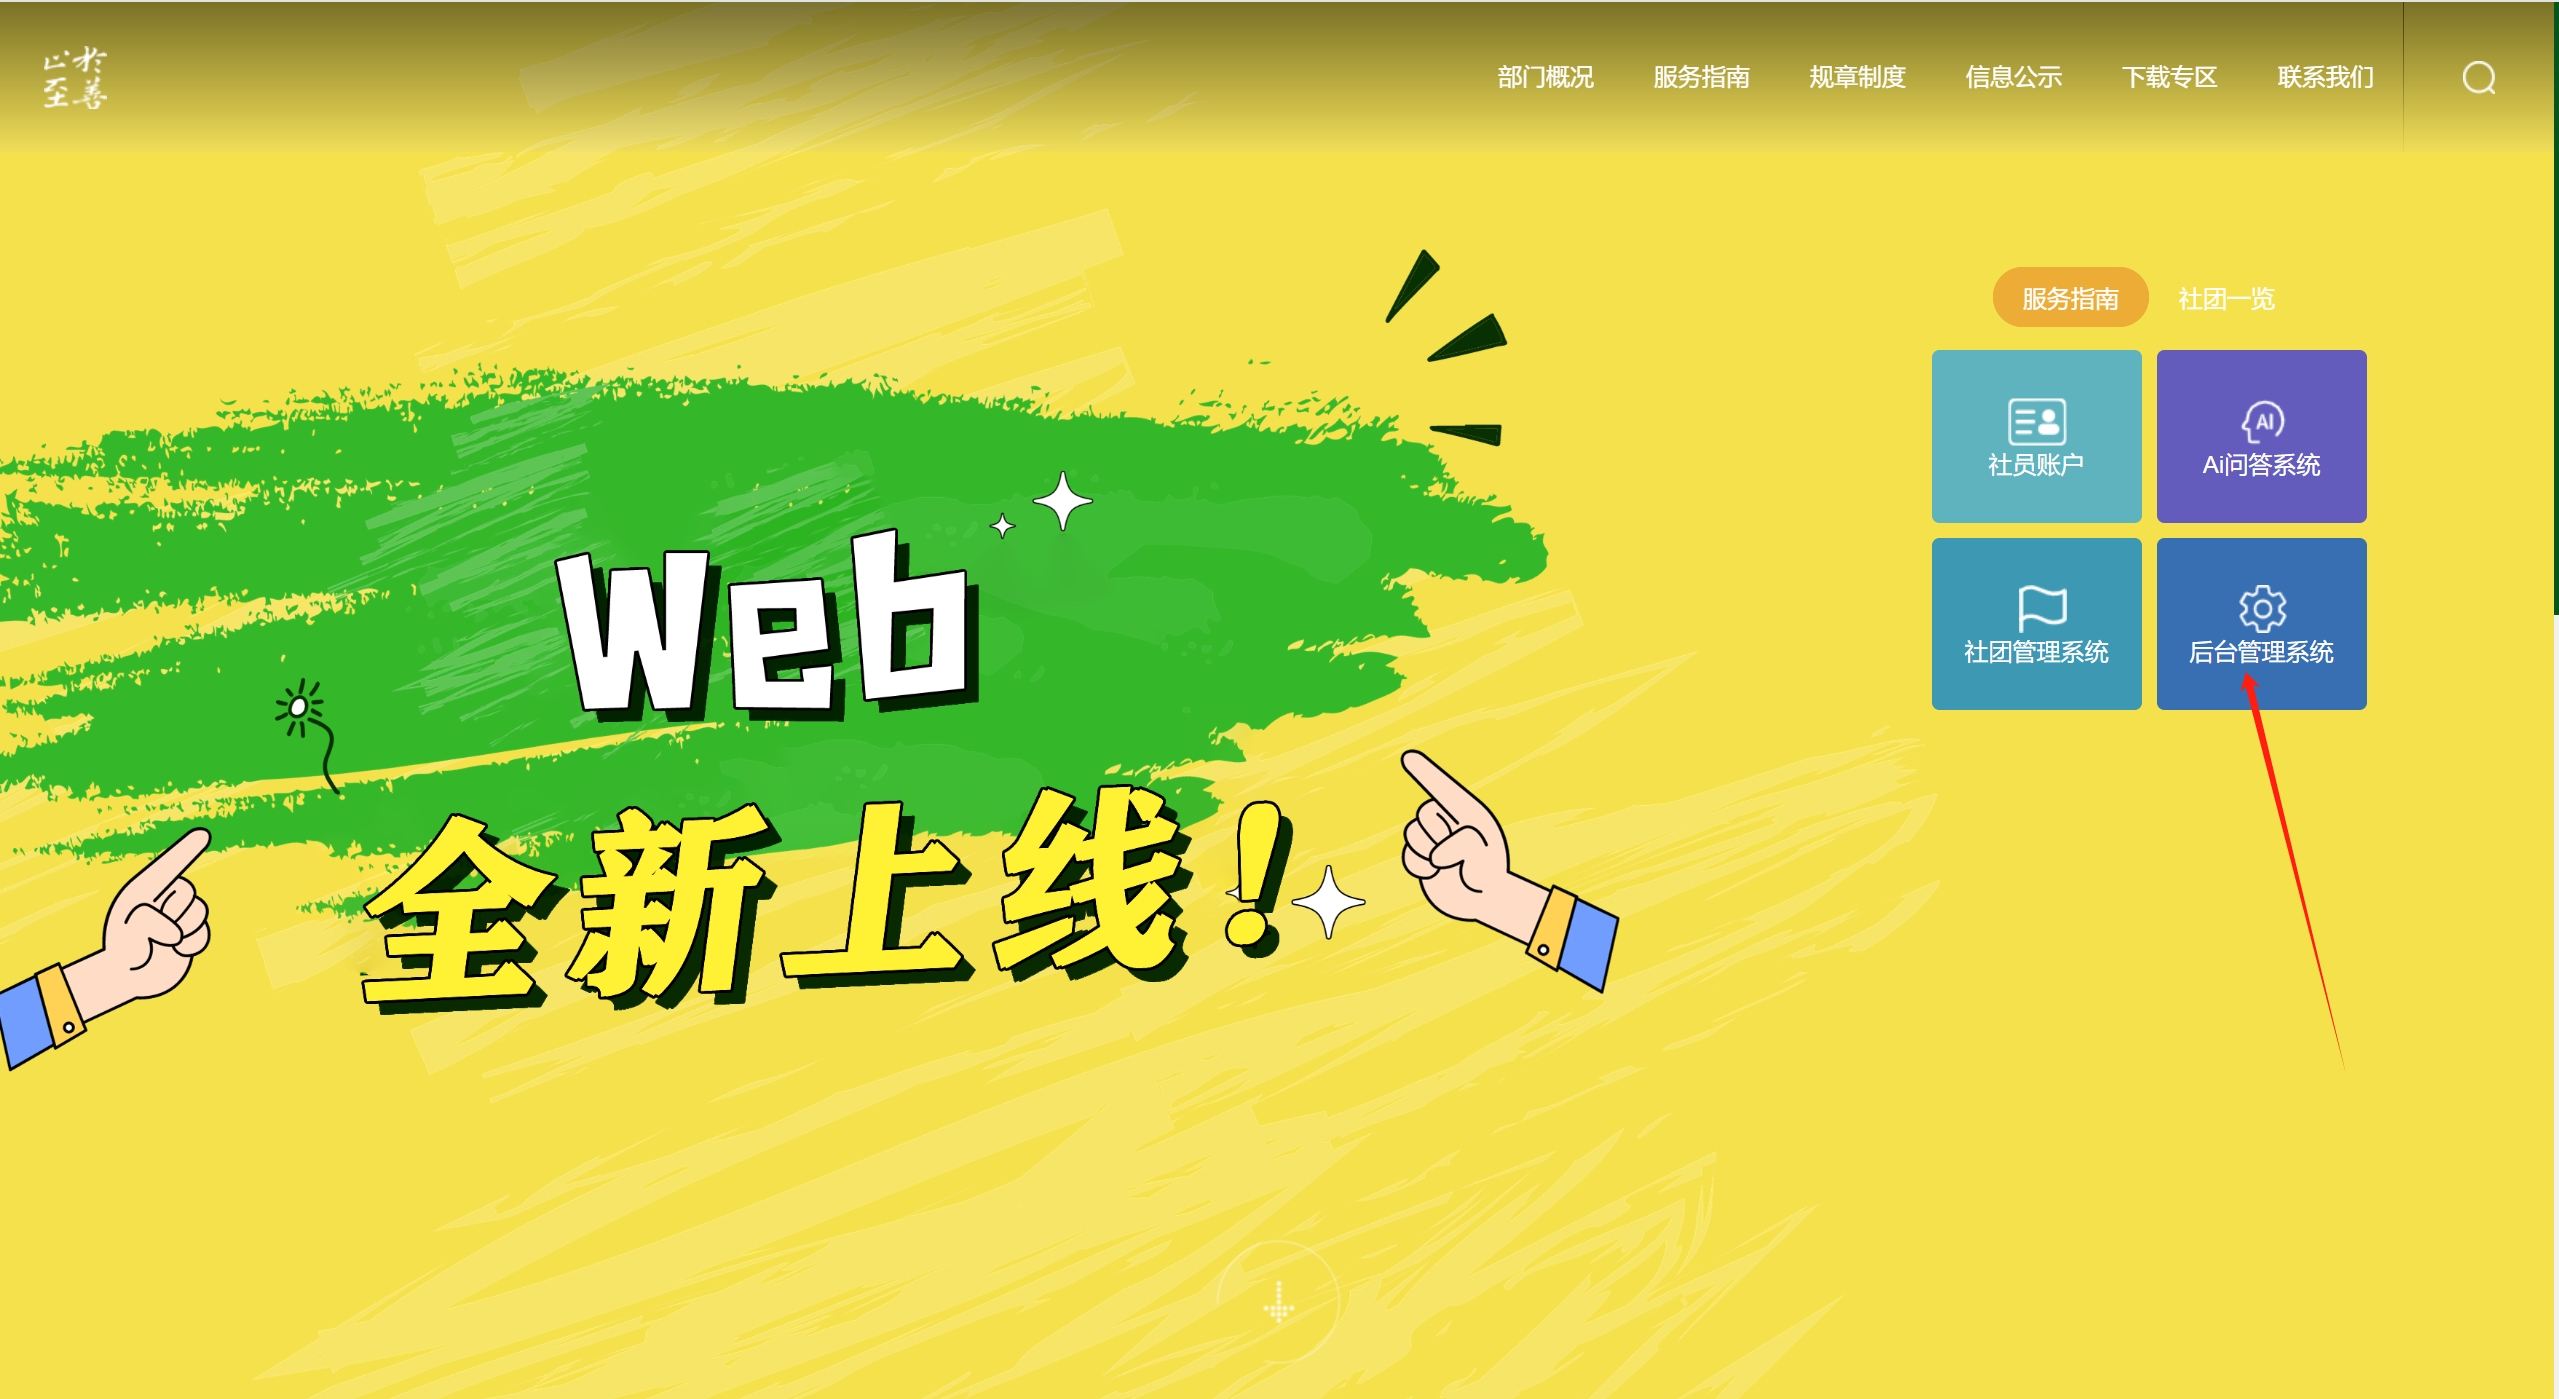 止於
至善
部门概况 服务指南 规章制度 信息公示 下载专区 联系我们
服务指南 社团一览
社员账户 Ai问答系统
社团管理系统 后台管理系统
Web
全新上线!